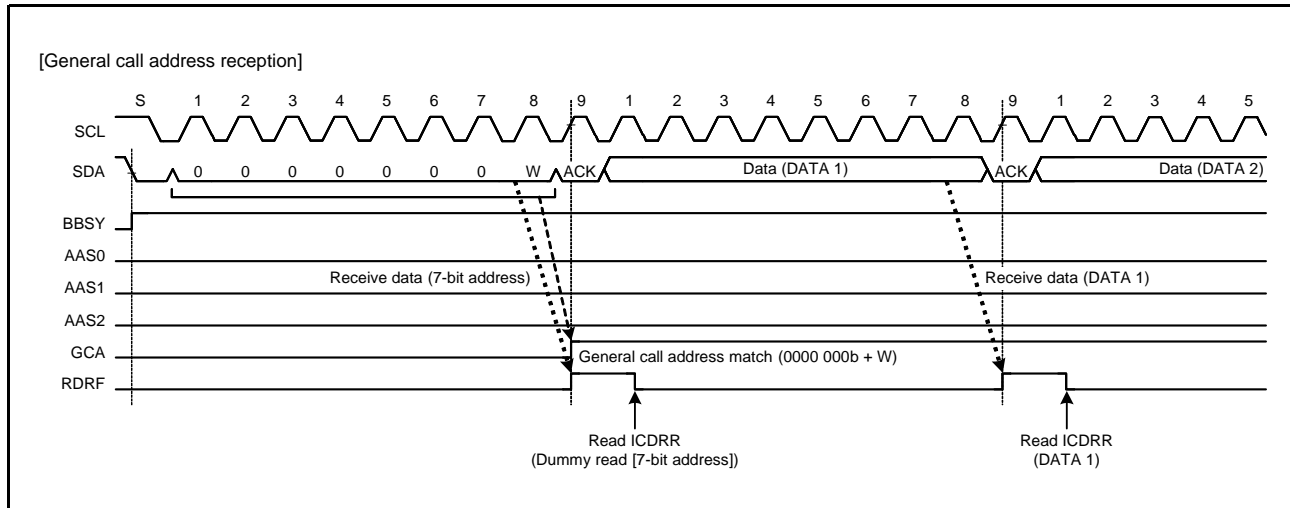 [General call address reception]
S 1 2 3 4 5 6 7 8 9 1 2 3 4 5 6 7 8 9 1 2 3 4 5
SCL
SDA 0 0 0 0 0 0 0 W ACK Data (DATA 1) ACK Data (DATA 2)
BBSY
AAS0
Receive data (7-bit address) Receive data (DATA 1)
AAS1
AAS2
GCA General call address match (0000 000b + W)
RDRF
Read ICDRR Read ICDRR
(Dummy read [7-bit address]) (DATA 1)